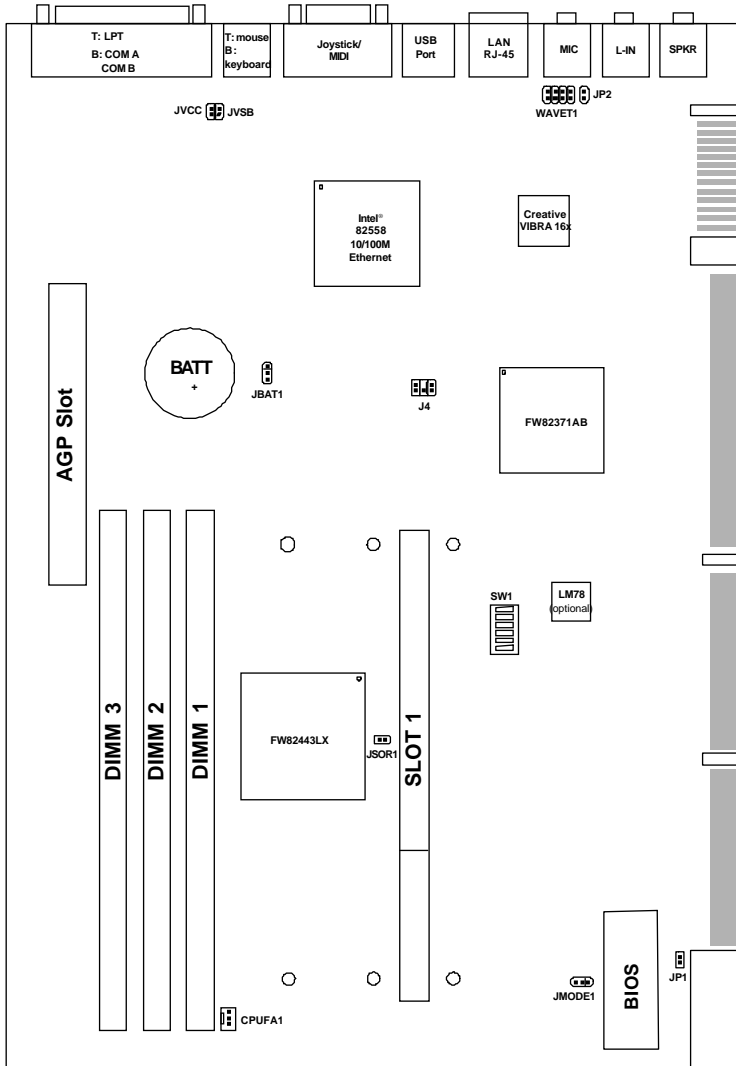 T: LPT
B: COM A
COM B
T: mouse
B:
keyboard
Joystick/
MIDI
USB
Port
LAN
RJ-45
MIC
L-IN
SPKR
JVCC
JVSB
WAVET1
JP2
Intel®
82558
10/100M
Ethernet
Creative
VIBRA 16x
BATT
+
JBAT1
J4
FW82371AB
AGP Slot
SW1
LM78
(optional)
DIMM 3
DIMM 2
DIMM 1
FW82443LX
JSOR1
SLOT 1
BIOS
JP1
JMODE1
CPUFA1